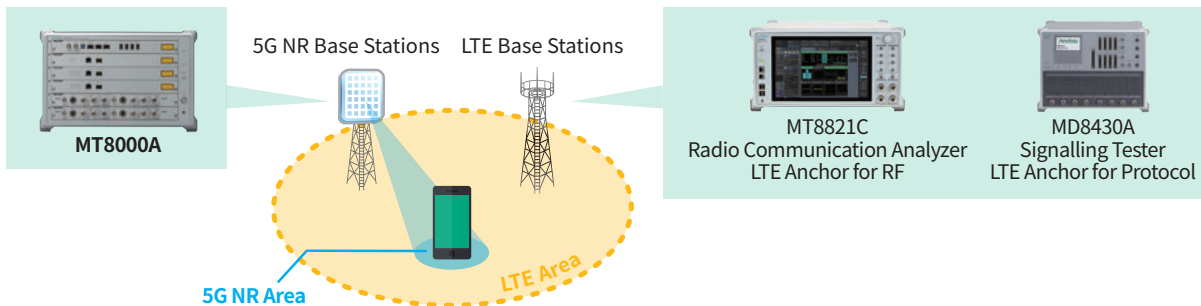 5G NR Base Stations
LTE Base Stations
MT8000A
MT8821C
Radio Communication Analyzer
LTE Anchor for RF
MD8430A
Signalling Tester
LTE Anchor for Protocol
LTE Area
5G NR Area